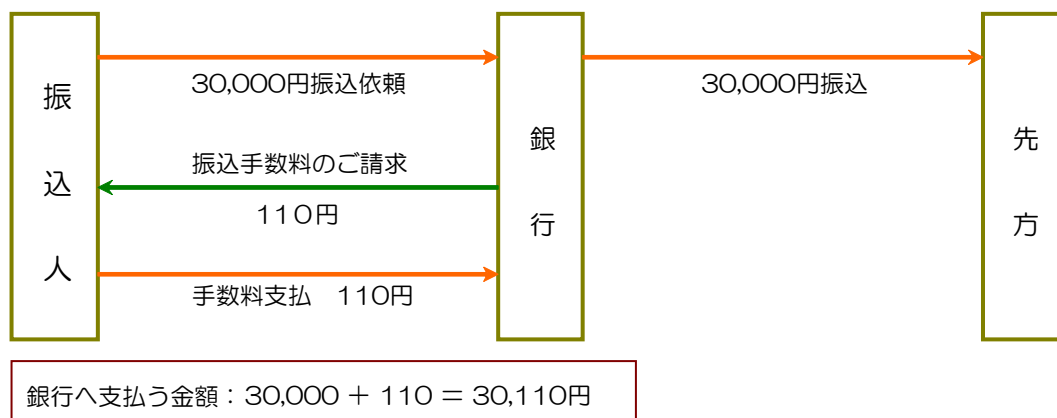 振込人
30,000円振込依頼
振込手数料のご請求
110円
手数料支払　110円
銀行
30,000円振込
先方
銀行へ支払う金額：30,000 + 110 = 30,110円